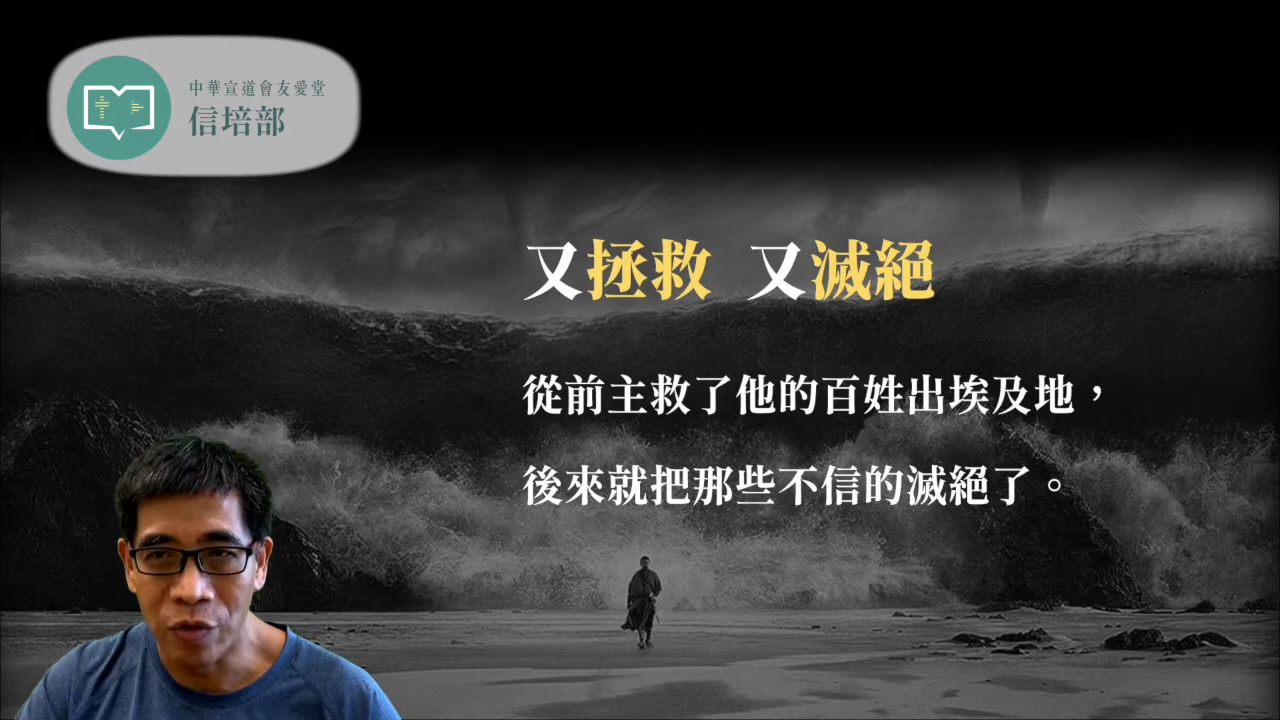 中華宣道會友愛堂
信培部
又拯救 又滅絕
從前主救了他的百姓出埃及地，
後來就把那些不信的滅絕了。